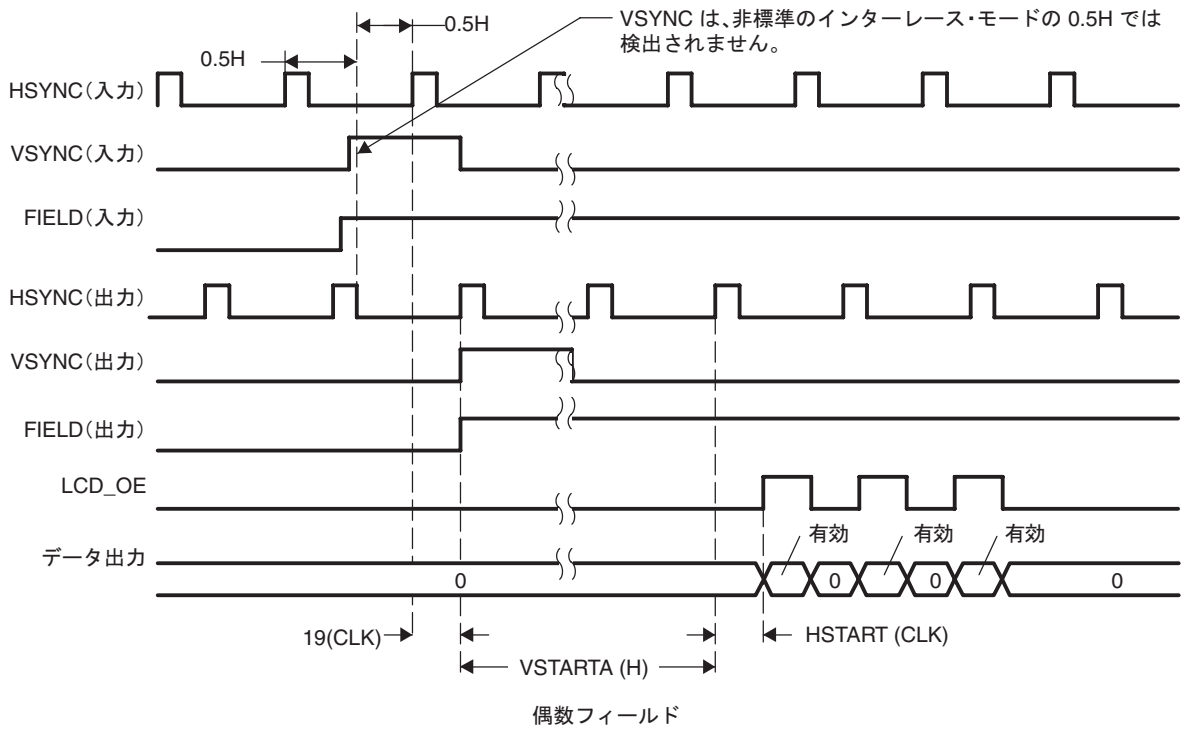 0.5H
VSYNC は、非標準のインターレース・モードの 0.5H では
検出されません。
0.5H
HSYNC(入力)
VSYNC(入力)
FIELD(入力)
HSYNC(出力)
VSYNC(出力)
FIELD(出力)
LCD_OE
有効 有効 有効
データ出力
0 0 0 0
19(CLK) HSTART (CLK)
VSTARTA (H)
偶数フィールド